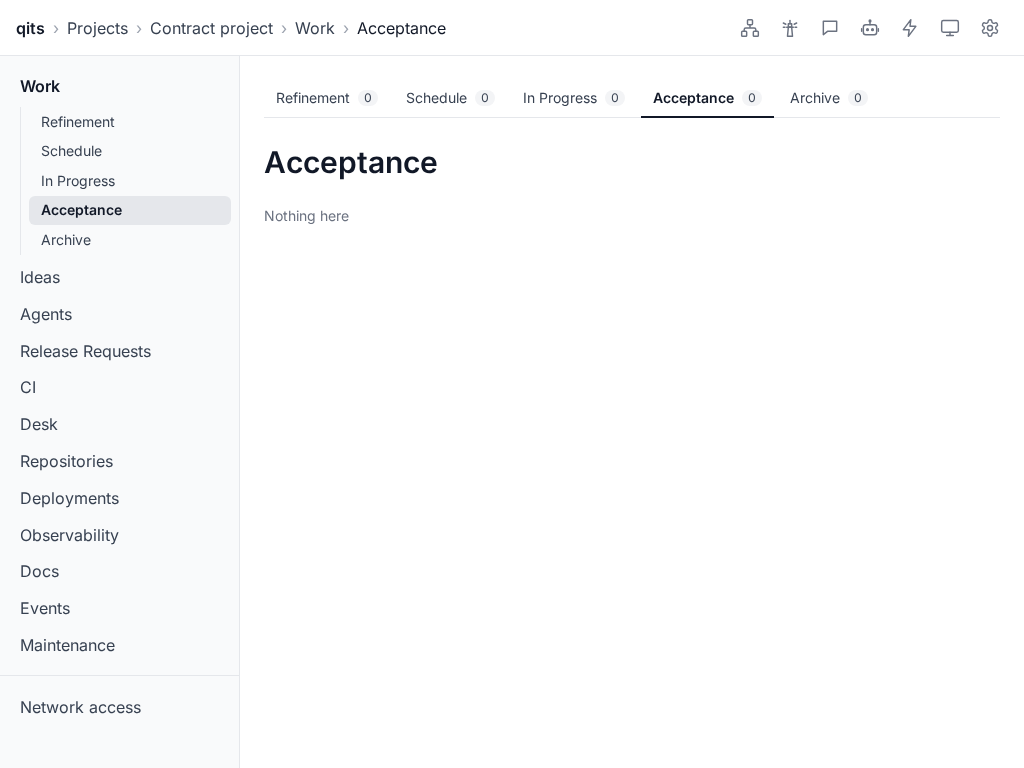 qits › Projects › Contract project › Work › Acceptance
Work
Refinement
Schedule
In Progress
Acceptance
Archive
Ideas
Agents
Release Requests
CI
Desk
Repositories
Deployments
Observability
Docs
Events
Maintenance
Network access
Refinement 0 Schedule 0 In Progress 0 Acceptance 0 Archive 0
Acceptance
Nothing here